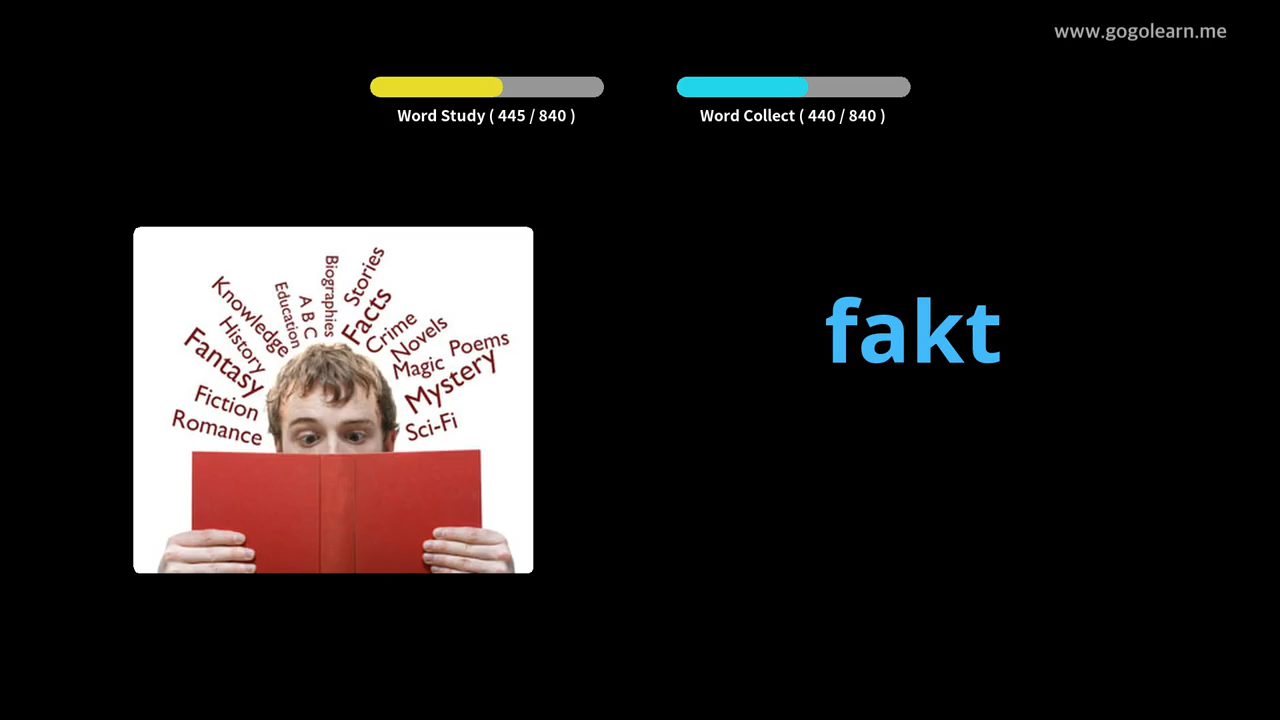 www.gogolearn.me
Word Study ( 445 / 840 )
Word Collect ( 440 / 840 )
Romance
Fiction
Fantasy
History
Knowledge
Education
A B C
Biographies
Stories
Facts
Crime
Novels
Magic
Poems
Mystery
Sci-Fi
fakt